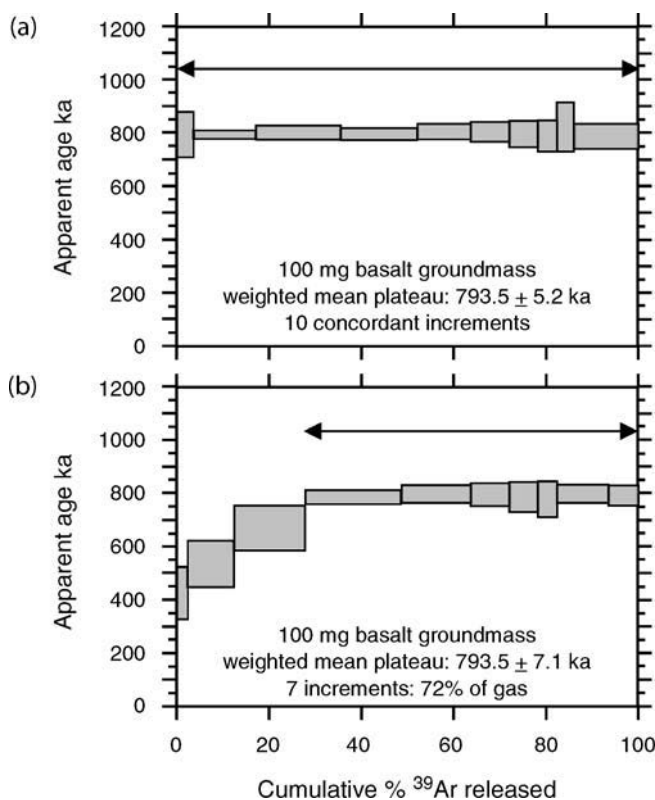 (a)
1200
1000
800
600
400
200
0
Apparent age ka
100 mg basalt groundmass
weighted mean plateau: 793.5 ± 5.2 ka
10 concordant increments
(b)
1200
1000
800
600
400
200
0
Apparent age ka
100 mg basalt groundmass
weighted mean plateau: 793.5 ± 7.1 ka
7 increments: 72% of gas
0 20 40 60 80 100
Cumulative % ³⁹Ar released